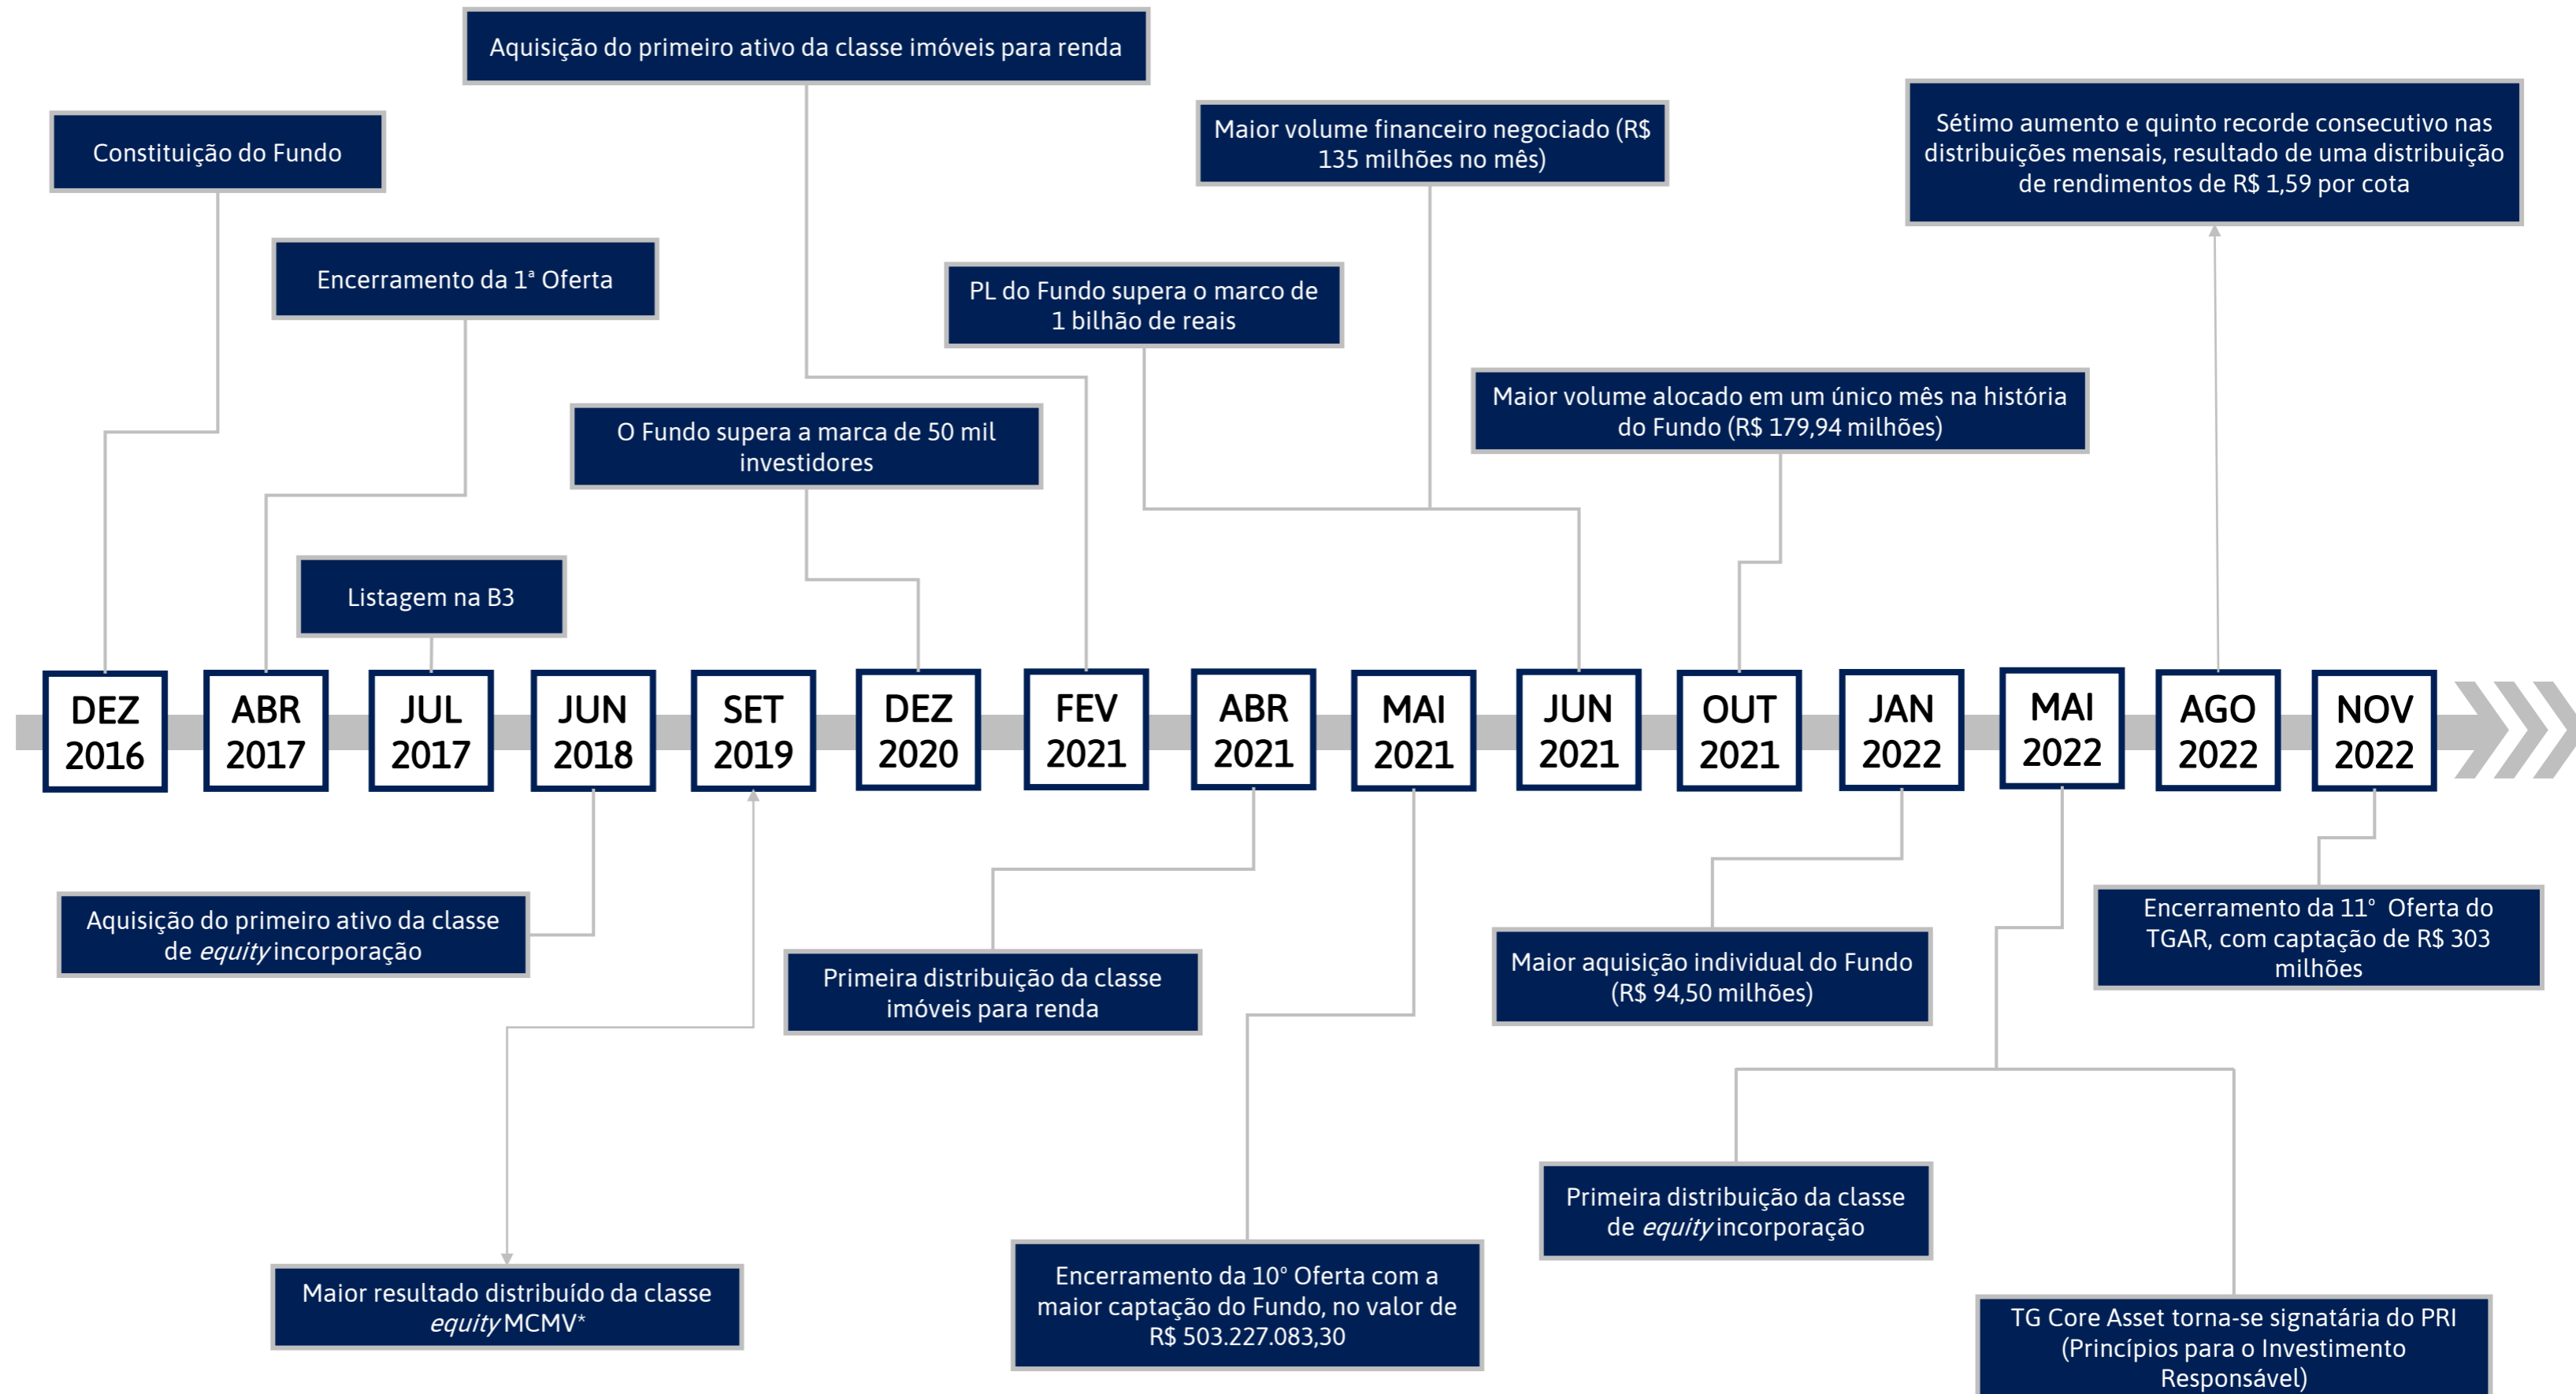 Aquisição do primeiro ativo da classe imóveis para renda
Constituição do Fundo
Maior volume financeiro negociado (R$
135 milhões no mês)
Sétimo aumento e quinto recorde consecutivo nas
distribuições mensais, resultado de uma distribuição
de rendimentos de R$ 1,59 por cota
Encerramento da 1ª Oferta
PL do Fundo supera o marco de
1 bilhão de reais
O Fundo supera a marca de 50 mil
investidores
Maior volume alocado em um único mês na história
do Fundo (R$ 179,94 milhões)
Listagem na B3
DEZ
2016
ABR
2017
JUL
2017
JUN
2018
SET
2019
DEZ
2020
FEV
2021
ABR
2021
MAI
2021
JUN
2021
OUT
2021
JAN
2022
MAI
2022
AGO
2022
NOV
2022
Aquisição do primeiro ativo da classe
de equity incorporação
Primeira distribuição da classe
imóveis para renda
Maior aquisição individual do Fundo
(R$ 94,50 milhões)
Encerramento da 11º Oferta do
TGAR, com captação de R$ 303
milhões
Primeira distribuição da classe
de equity incorporação
Maior resultado distribuído da classe
equity MCMV*
Encerramento da 10º Oferta com a
maior captação do Fundo, no valor de
R$ 503.227.083,30
TG Core Asset torna-se signatária do PRI
(Princípios para o Investimento
Responsável)